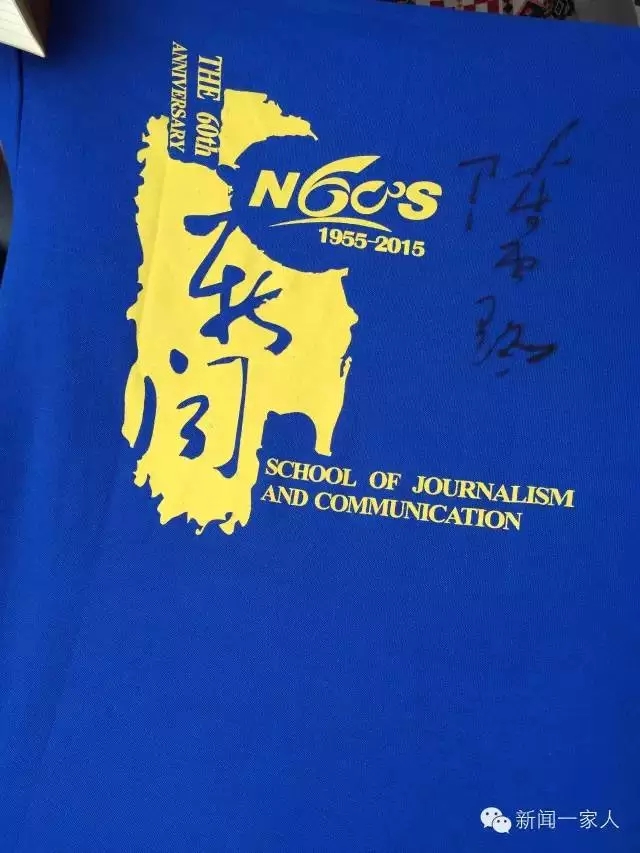 THE 60th
ANNIVERSARY
N60'S
1955-2015
新闻
SCHOOL OF JOURNALISM
AND COMMUNICATION
新闻一家人